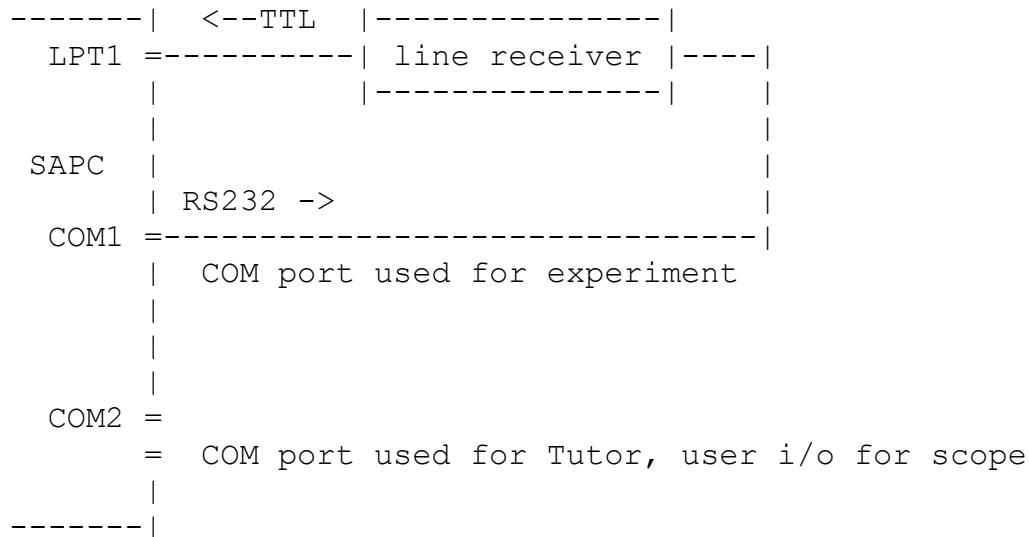 -------|  <--TTL  |---------------|
  LPT1 =----------| line receiver |----|
       |          |---------------|    |
       |                               |
 SAPC  |                               |
       | RS232 ->                      |
  COM1 =-------------------------------|
       |  COM port used for experiment
       |
       |
       |
  COM2 =
       =  COM port used for Tutor, user i/o for scope
       |
-------|